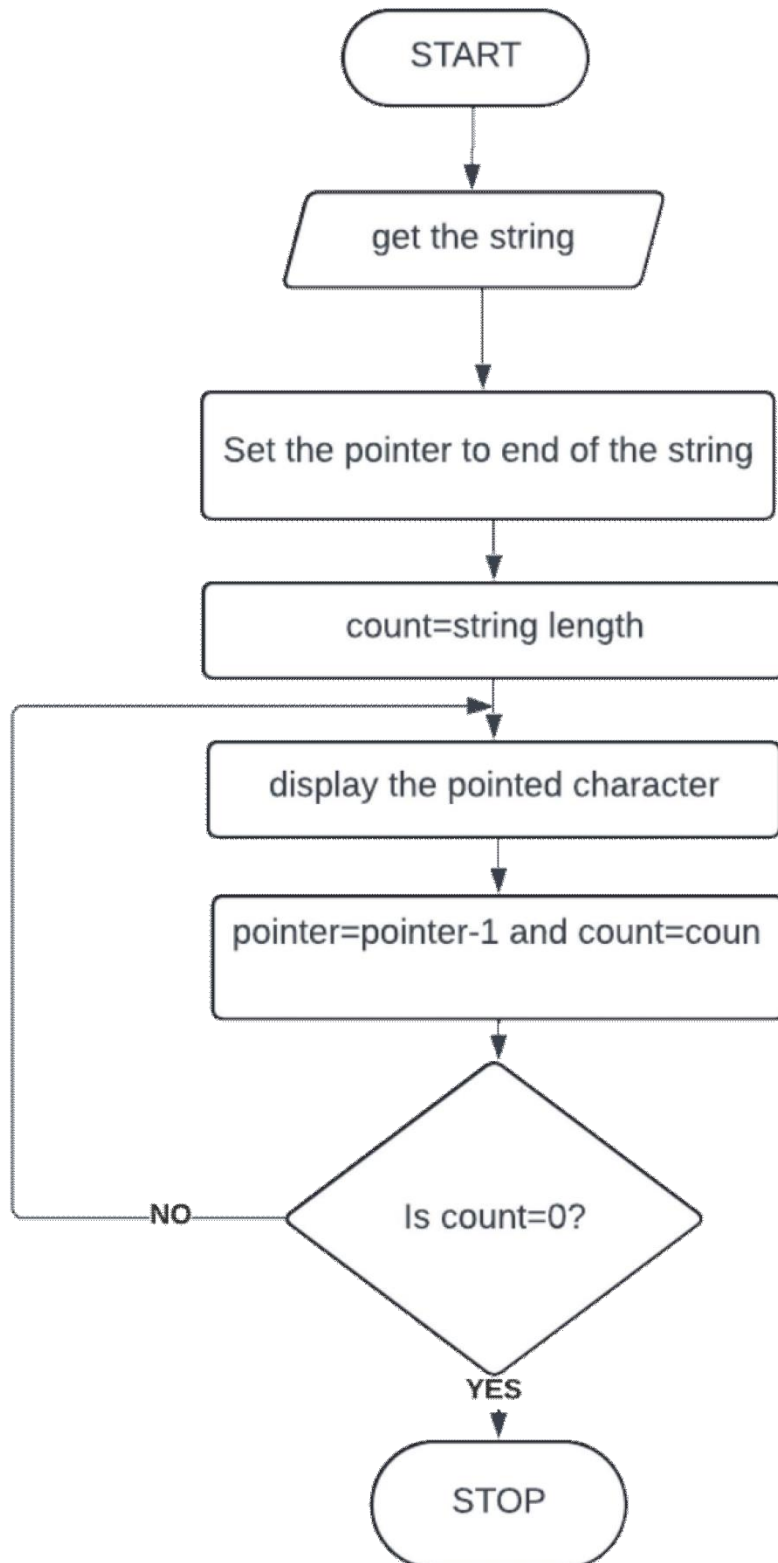 START
get the string
Set the pointer to end of the string
count=string length
display the pointed character
pointer=pointer-1 and count=coun
Is count=0?
NO
YES
STOP